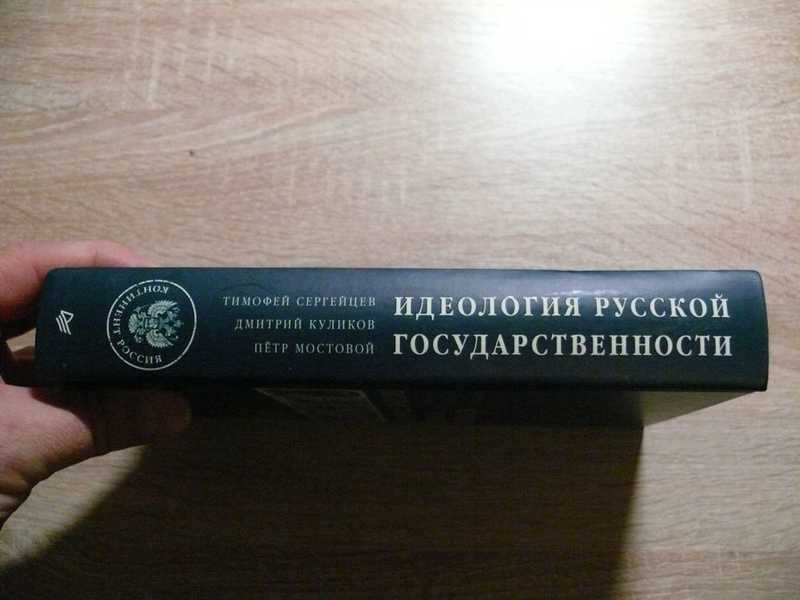 КОНТИНЕНТ
РОССИЯ
ТИМОФЕЙ СЕРГЕЙЦЕВ
ДМИТРИЙ КУЛИКОВ
ПЁТР МОСТОВОЙ
ИДЕОЛОГИЯ РУССКОЙ
ГОСУДАРСТВЕННОСТИ